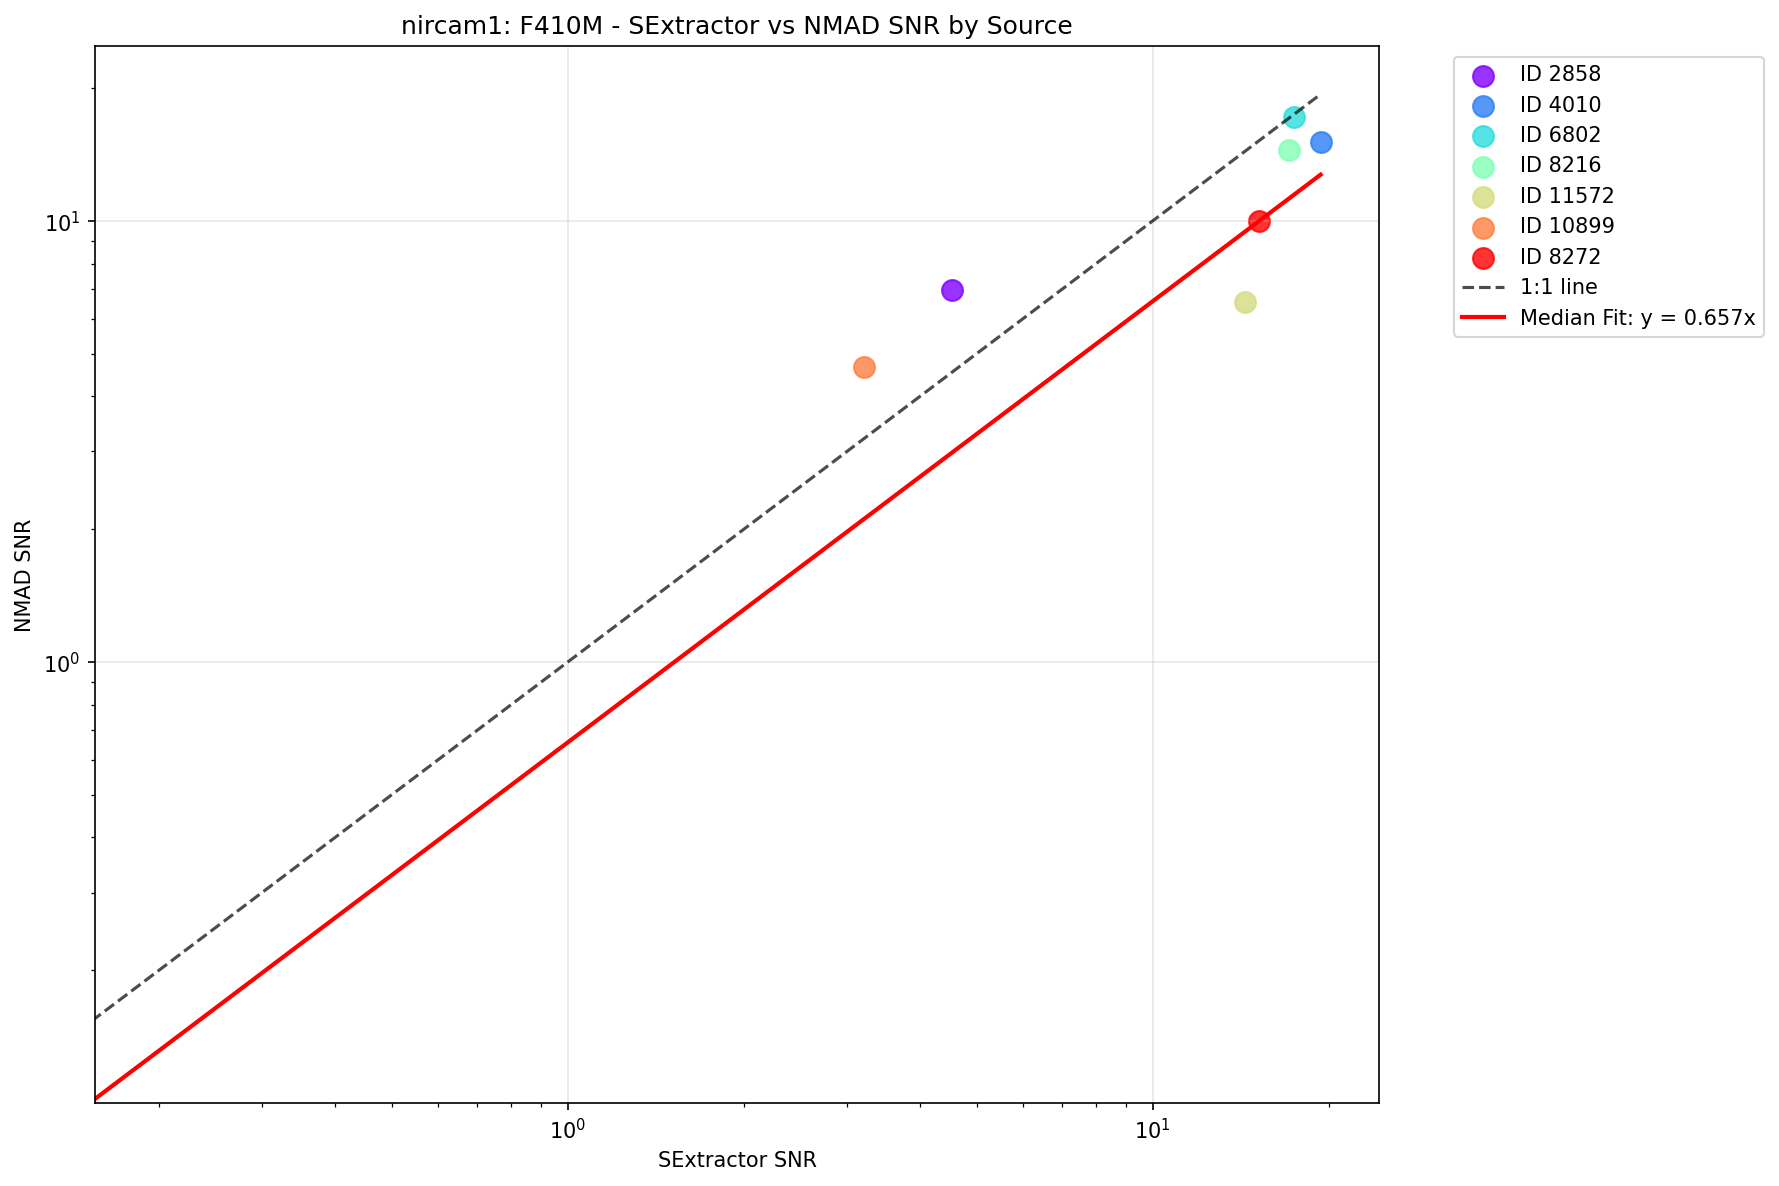 nircam1: F410M - SExtractor vs NMAD SNR by Source
ID 2858
ID 4010
ID 6802
ID 8216
ID 11572
ID 10899
ID 8272
1:1 line
Median Fit: y = 0.657x
NMAD SNR
10¹
10⁰
10⁰
10¹
SExtractor SNR